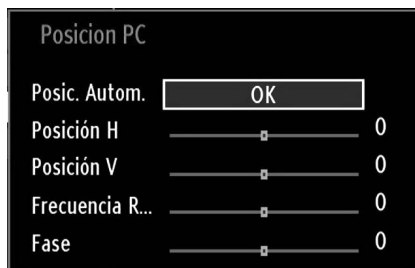 Posicion PC
Posic. Autom. OK
Posición H 0
Posición V 0
Frecuencia R... 0
Fase 0